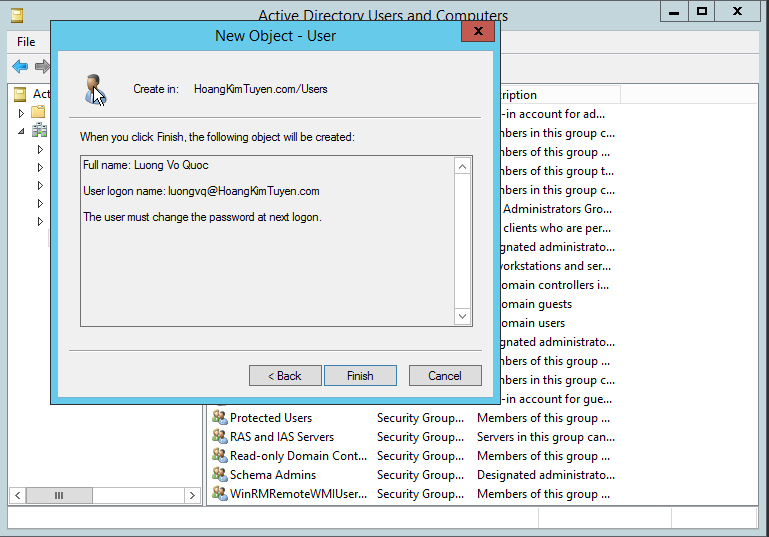 Active Directory Users and Computers
File
New Object - User
Create in: HoangKimTuyen.com/Users
When you click Finish, the following object will be created:
Full name: Luong Vo Quoc
User logon name: luongvq@HoangKimTuyen.com
The user must change the password at next logon.
< Back Finish Cancel
Act
ription
-in account for ad...
mbers in this group c...
mbers of this group ...
mbers in this group t...
mbers of this group c...
Administrators Gro...
clients who are per...
ignated administrato...
workstations and ser...
omain controllers i...
omain guests
omain users
ignated administrato...
mbers of this group ...
mbers in this group c...
-in account for gue...
Protected Users Security Group... Members of this group ...
RAS and IAS Servers Security Group... Servers in this group can...
Read-only Domain Cont... Security Group... Members of this group ...
Schema Admins Security Group... Designated administrato...
WinRMRemoteWMIUser... Security Group... Members of this group ...